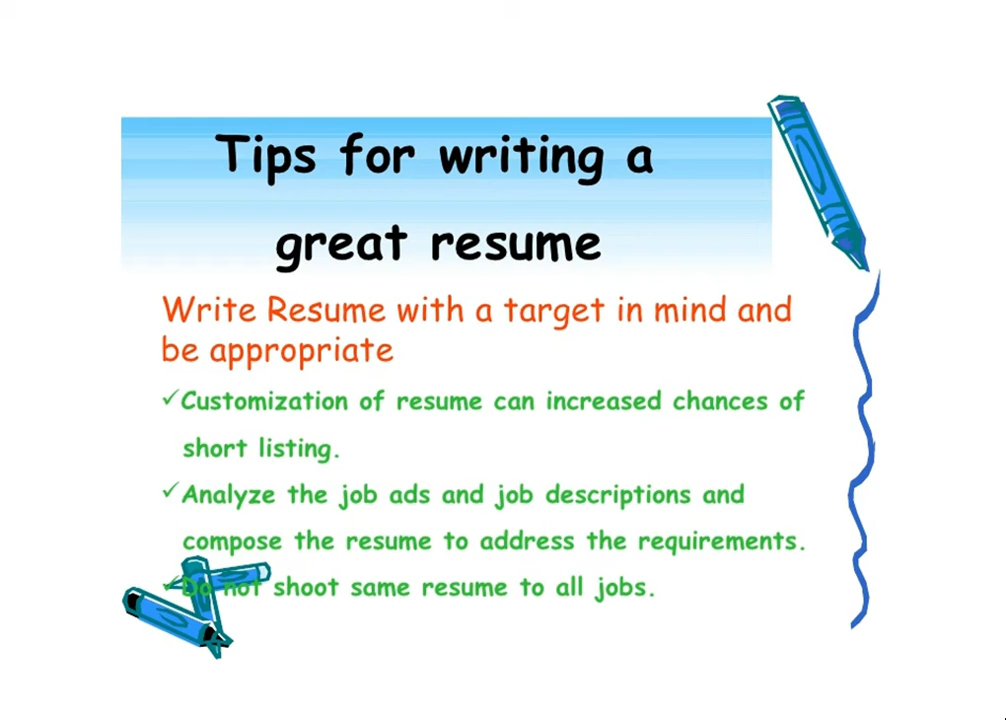 Tips for writing a
great resume
Write Resume with a target in mind and
be appropriate
✓Customization of resume can increased chances of
short listing.
✓Analyze the job ads and job descriptions and
compose the resume to address the requirements.
✓Do not shoot same resume to all jobs.